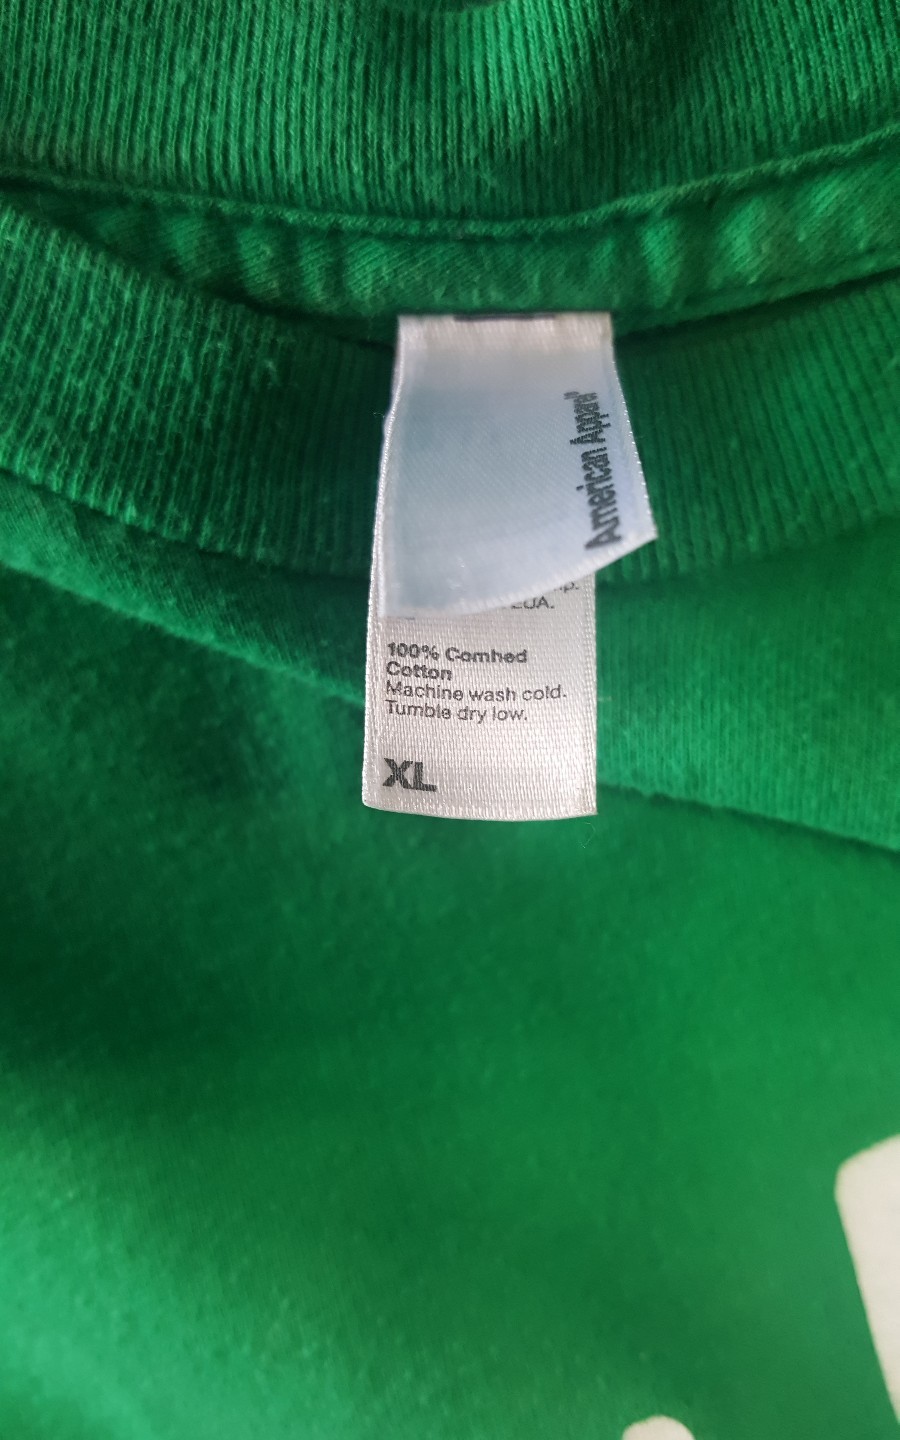 American Apparel
100% Combed
Cotton
Machine wash cold.
Tumble dry low.
XL